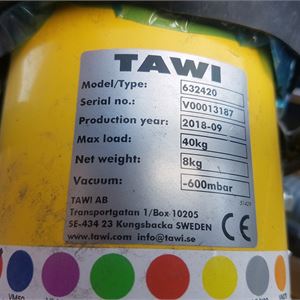 TAWI
Model/Type: 632420
Serial no.: V00013187
Production year: 2018-09
Max load: 40kg
Net weight: 8kg
Vacuum: -600mbar
TAWI AB
Transportgatan 1/Box 10205
SE-434 23 Kungsbacka SWEDEN
www.tawi.com info@tawi.se
CE